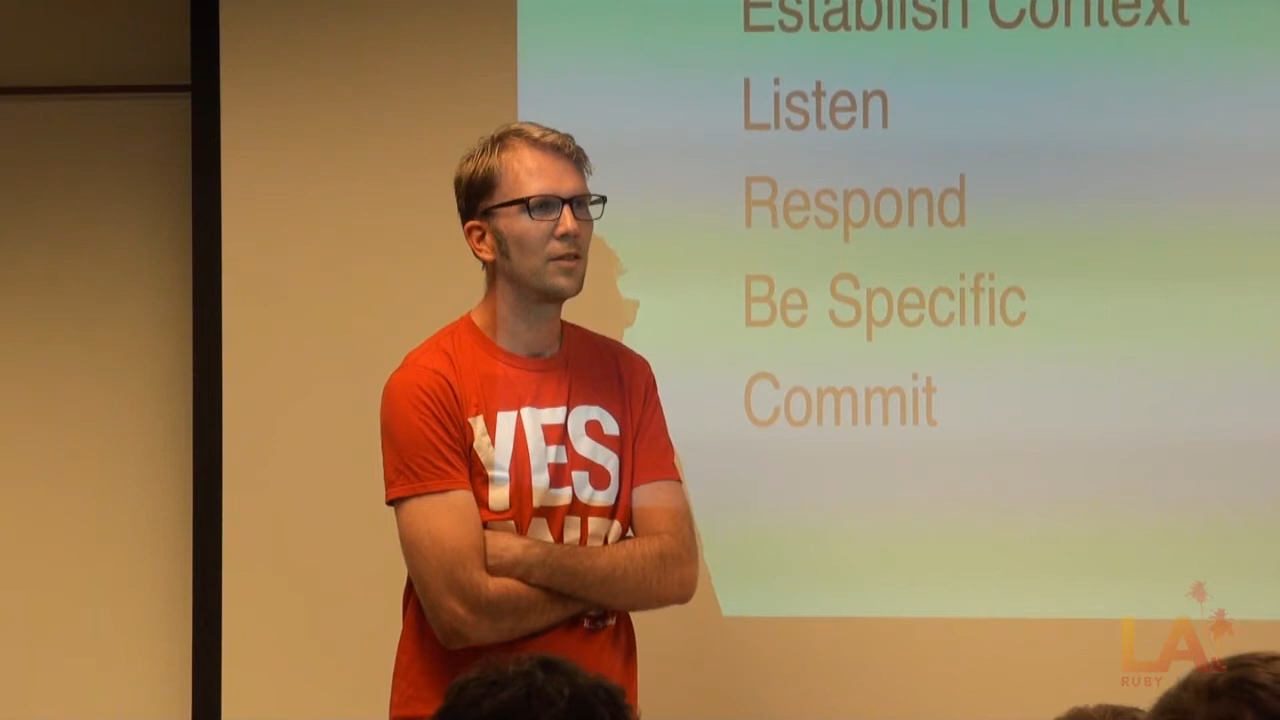 Establish Context
Listen
Respond
Be Specific
Commit
YES
LA
RUBY